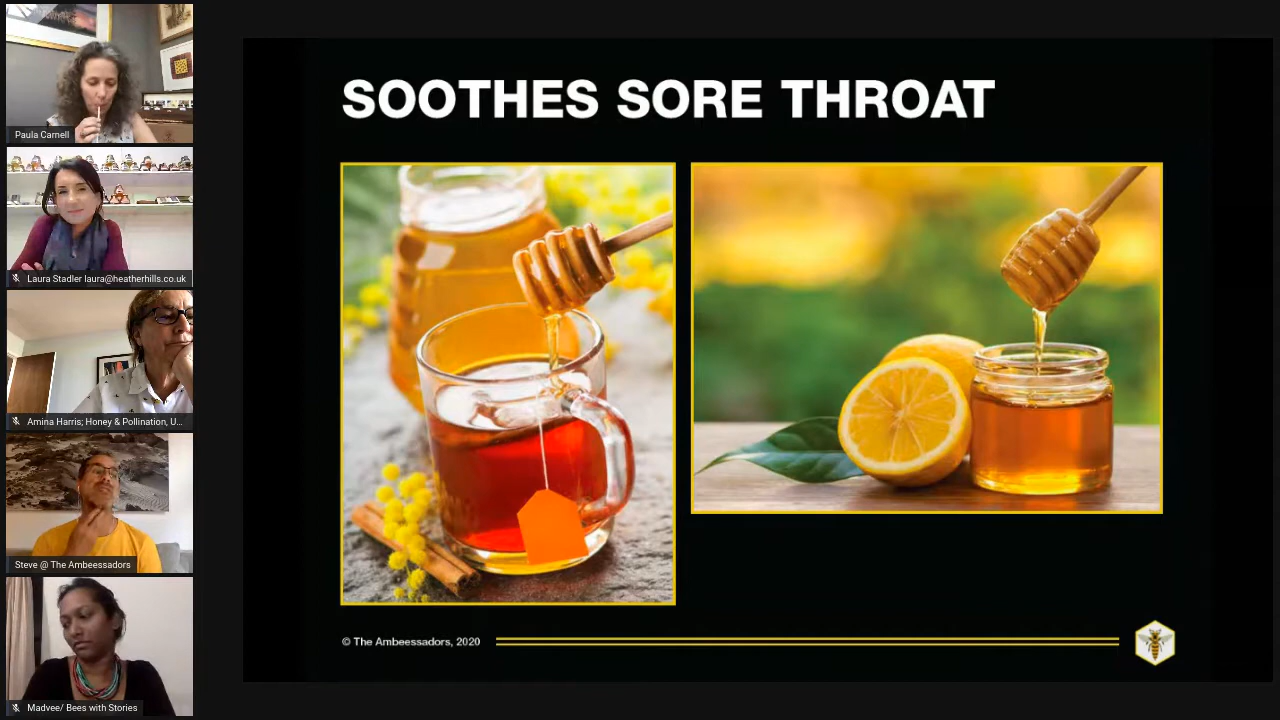 SOOTHES SORE THROAT
Paula Carnell
Laura Stadler laura@heatherhills.co.uk
Amina Harris; Honey & Pollination, U...
Steve @ The Ambeessadors
Madvee/ Bees with Stories
© The Ambeessadors, 2020